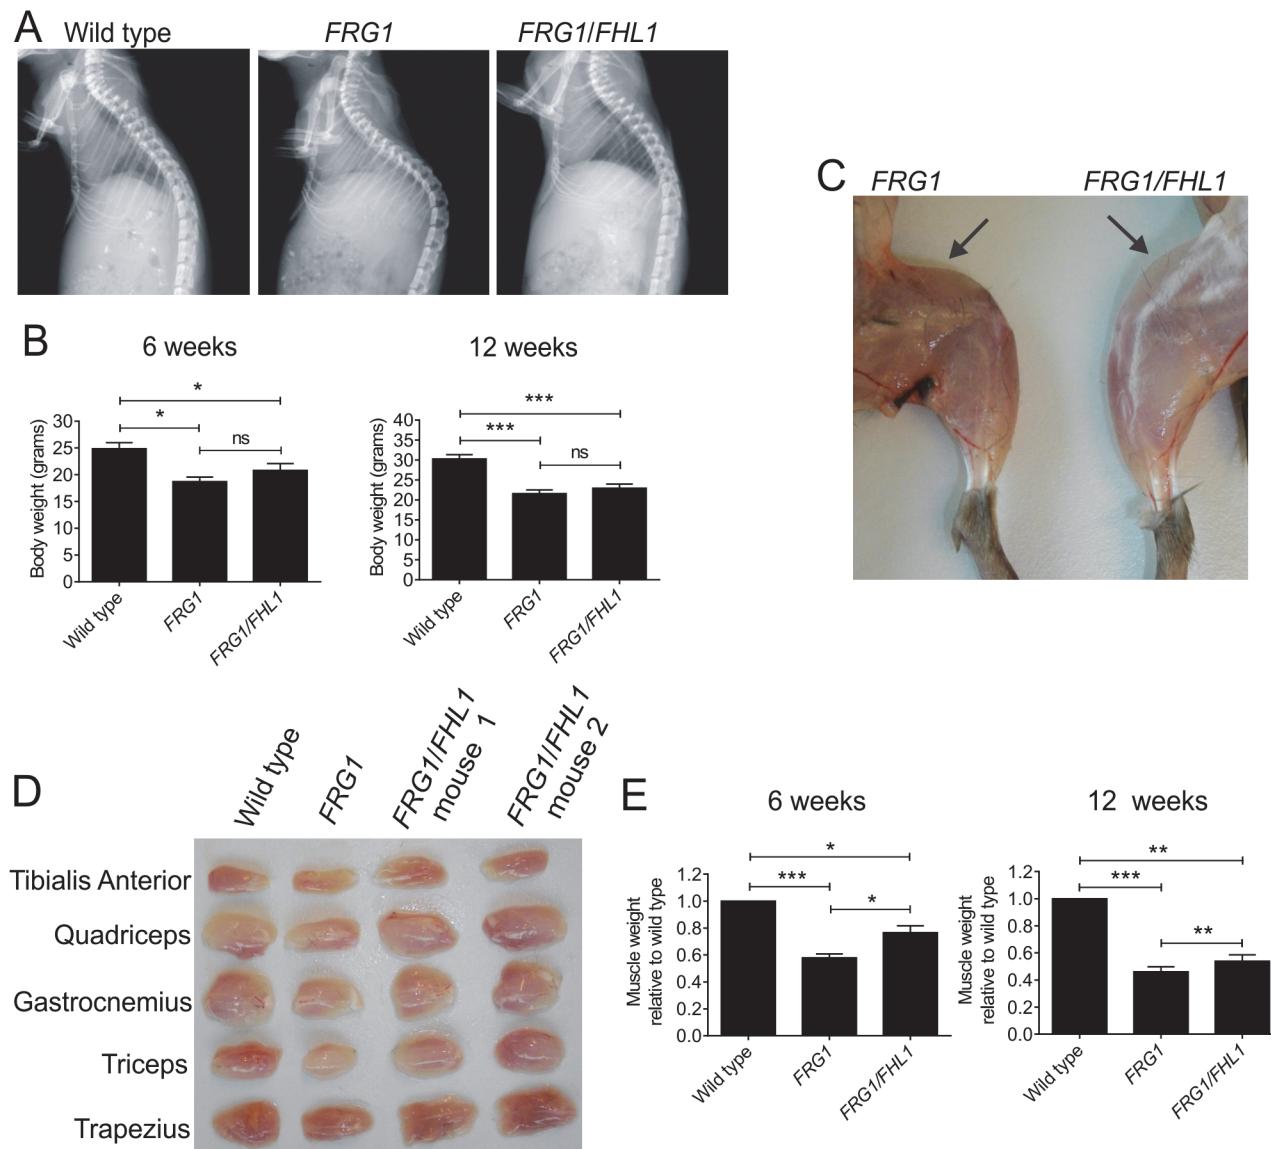 A
Wild type
FRG1
FRG1/FHL1
B
6 weeks
12 weeks
Body weight (grams)
30
25
20
15
10
5
0
*
*
ns
Wild type
FRG1
FRG1/FHL1
Body weight (grams)
40
35
30
25
20
15
10
5
0
***
***
ns
Wild type
FRG1
FRG1/FHL1
C
FRG1
FRG1/FHL1
D
Wild type
FRG1
FRG1/FHL1
mouse 1
FRG1/FHL1
mouse 2
Tibialis Anterior
Quadriceps
Gastrocnemius
Triceps
Trapezius
E
6 weeks
12 weeks
Muscle weight
relative to wild type
1.2
1.0
0.8
0.6
0.4
0.2
0.0
*
***
*
Wild type
FRG1
FRG1/FHL1
Muscle weight
relative to wild type
1.2
1.0
0.8
0.6
0.4
0.2
0.0
**
***
**
Wild type
FRG1
FRG1/FHL1